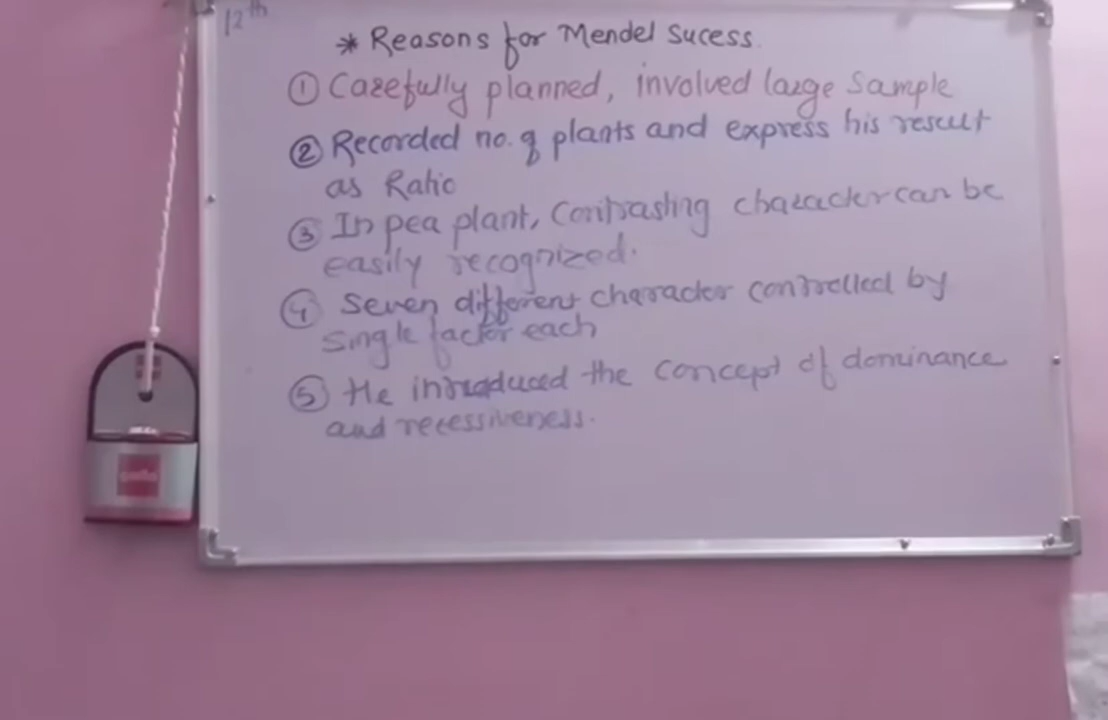 12th
* Reasons for Mendel Sucess.
① Carefully planned, involved large Sample
② Recorded no. of plants and express his result
as Ratio
③ In pea plant, Contrasting character can be
easily recognized.
④ Seven different character controlled by
single factor each
⑤ He introduced the concept of dominance
and recessiveness.